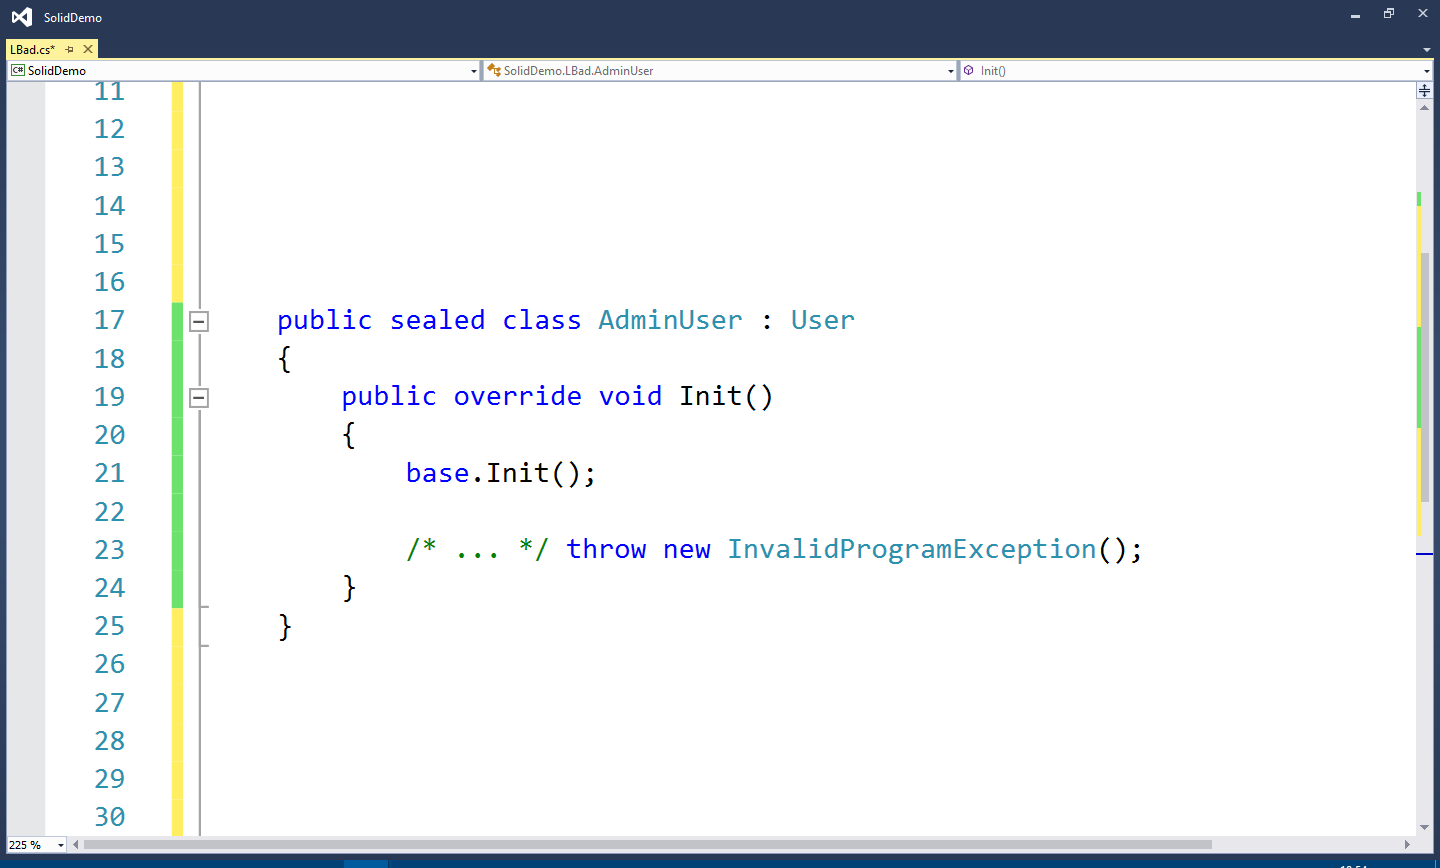 SolidDemo
LBad.cs*
C# SolidDemo SolidDemo.LBad.AdminUser Init()
11
12
13
14
15
16
17 public sealed class AdminUser : User
18 {
19 public override void Init()
20 {
21 base.Init();
22
23 /* ... */ throw new InvalidProgramException();
24 }
25 }
26
27
28
29
30
225 %